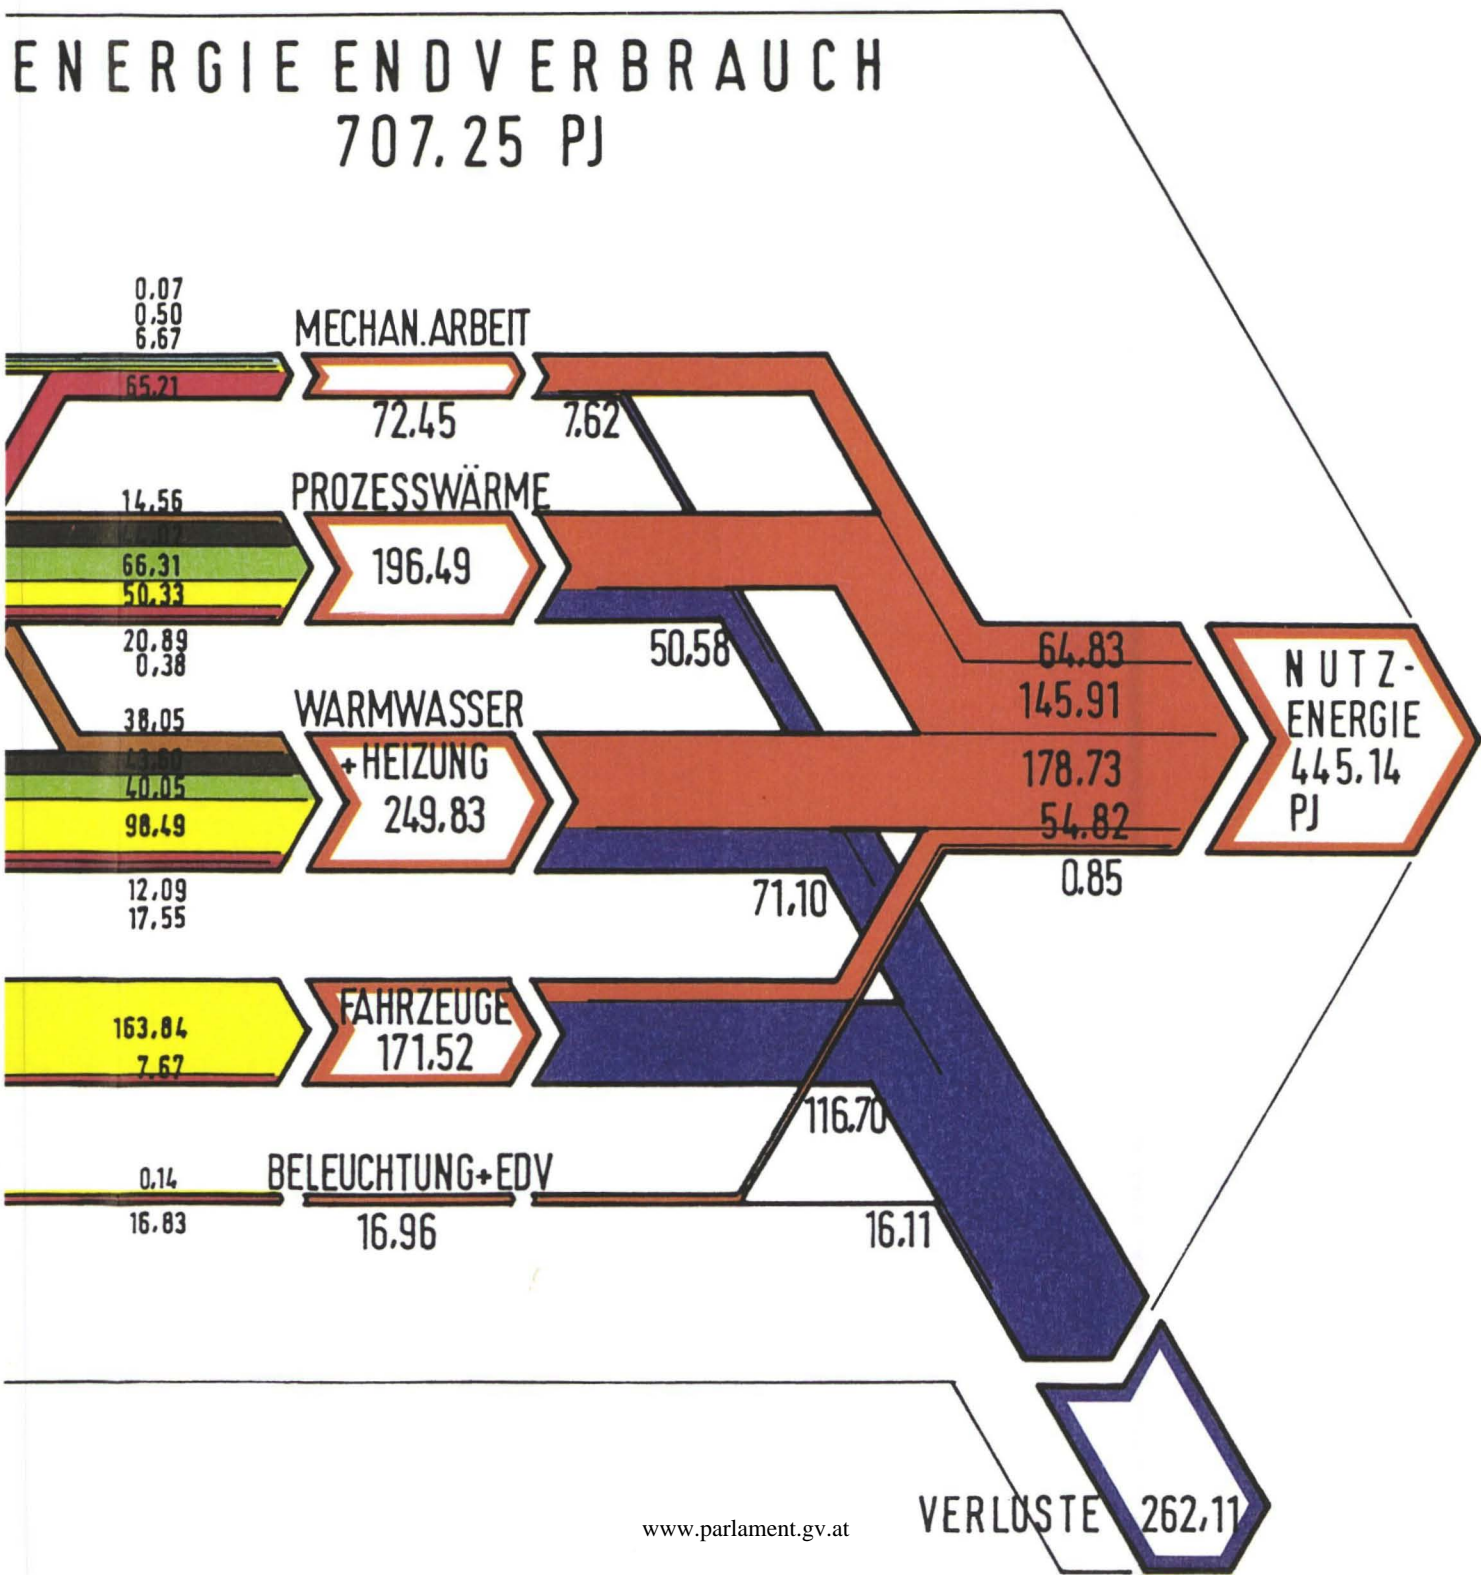 ENERGIE ENDVERBRAUCH
707.25 PJ
0.07
0.50
6.67
65.21
MECHAN.ARBEIT
72.45
7.62
14.56
66.31
50.33
20.89
0.38
PROZESSWÄRME
196.49
50.58
38.05
43.60
40.05
98.49
12.09
17.55
WARMWASSER
+HEIZUNG
249.83
71.10
163.84
7.67
FAHRZEUGE
171.52
116.70
0.14
16.83
BELEUCHTUNG+EDV
16.96
16.11
64.83
145.91
178.73
54.82
0.85
NUTZ-
ENERGIE
445.14
PJ
VERLUSTE 262.11
www.parlament.gv.at